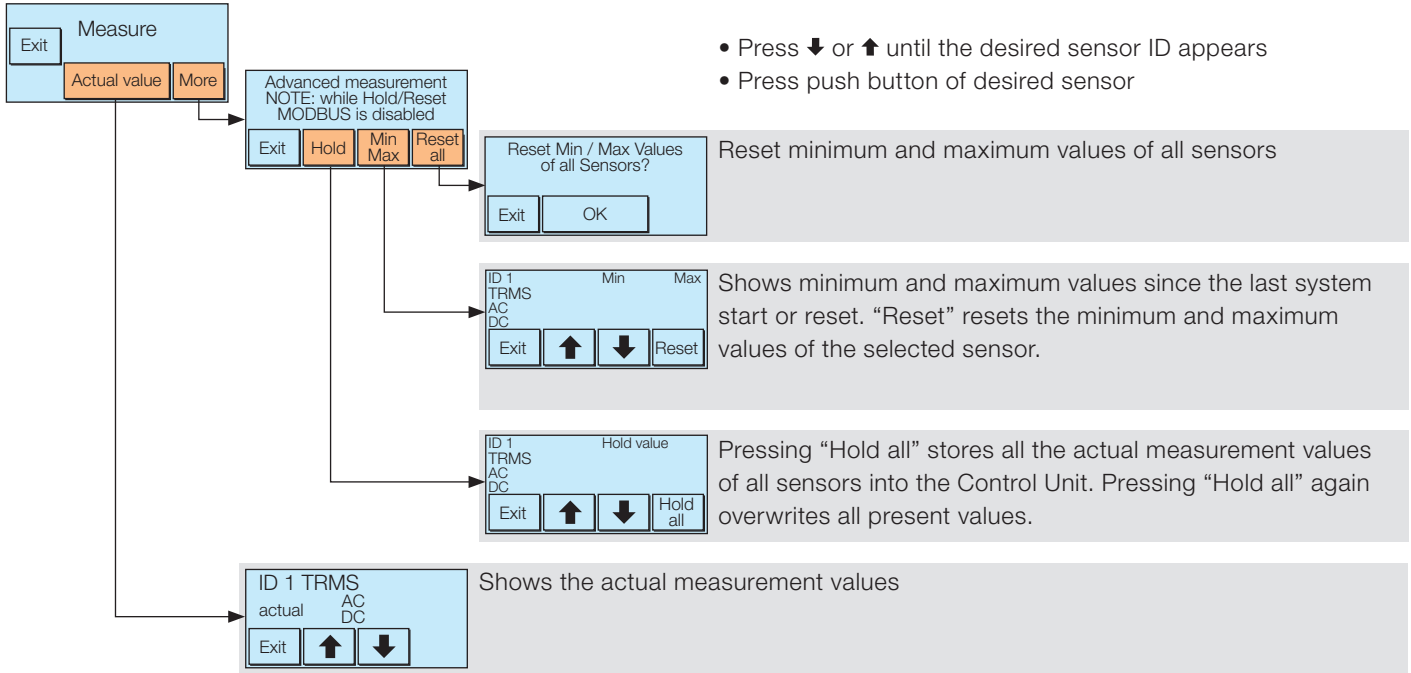 Measure
Exit
Actual value
More
• Press ⬇ or ⬆ until the desired sensor ID appears
• Press push button of desired sensor
Advanced measurement
NOTE: while Hold/Reset
MODBUS is disabled
Exit
Hold
Min
Max
Reset
all
Reset Min / Max Values
of all Sensors?
Exit
OK
Reset minimum and maximum values of all sensors
ID 1 Min Max
TRMS
AC
DC
Exit
⬆
⬇
Reset
Shows minimum and maximum values since the last system
start or reset. “Reset” resets the minimum and maximum
values of the selected sensor.
ID 1 Hold value
TRMS
AC
DC
Exit
⬆
⬇
Hold
all
Pressing “Hold all” stores all the actual measurement values
of all sensors into the Control Unit. Pressing “Hold all” again
overwrites all present values.
ID 1 TRMS
actual
AC
DC
Exit
⬆
⬇
Shows the actual measurement values